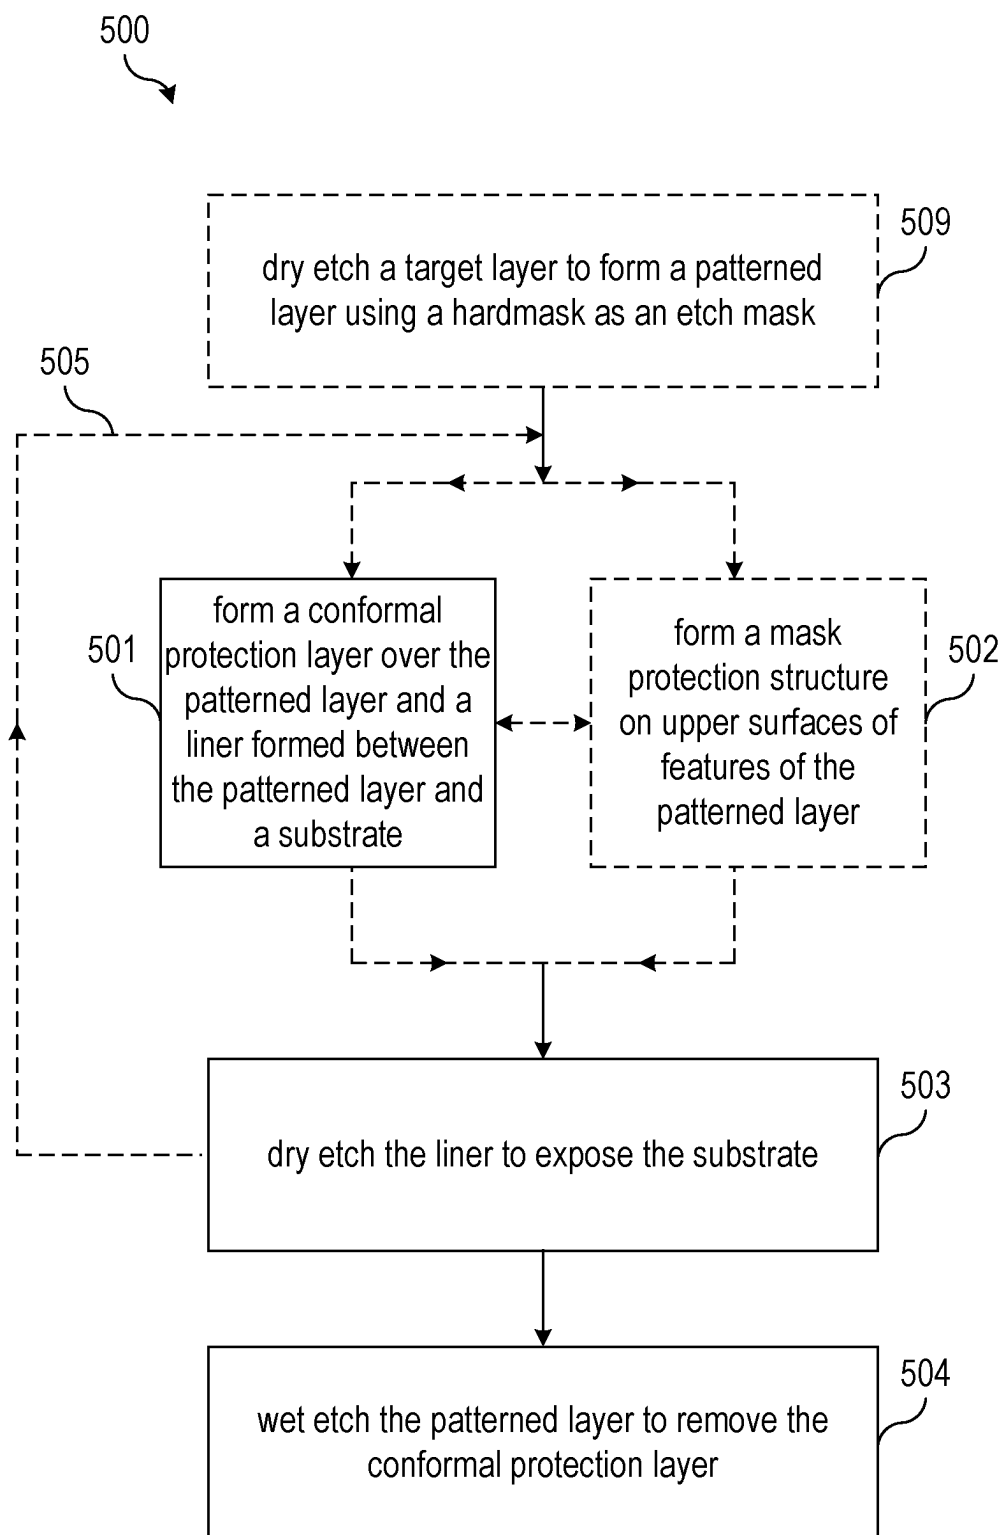 500
509
dry etch a target layer to form a patterned
layer using a hardmask as an etch mask
505
501
form a conformal
protection layer over the
patterned layer and a
liner formed between
the patterned layer and
a substrate
form a mask
protection structure
on upper surfaces of
features of the
patterned layer
502
503
dry etch the liner to expose the substrate
504
wet etch the patterned layer to remove the
conformal protection layer